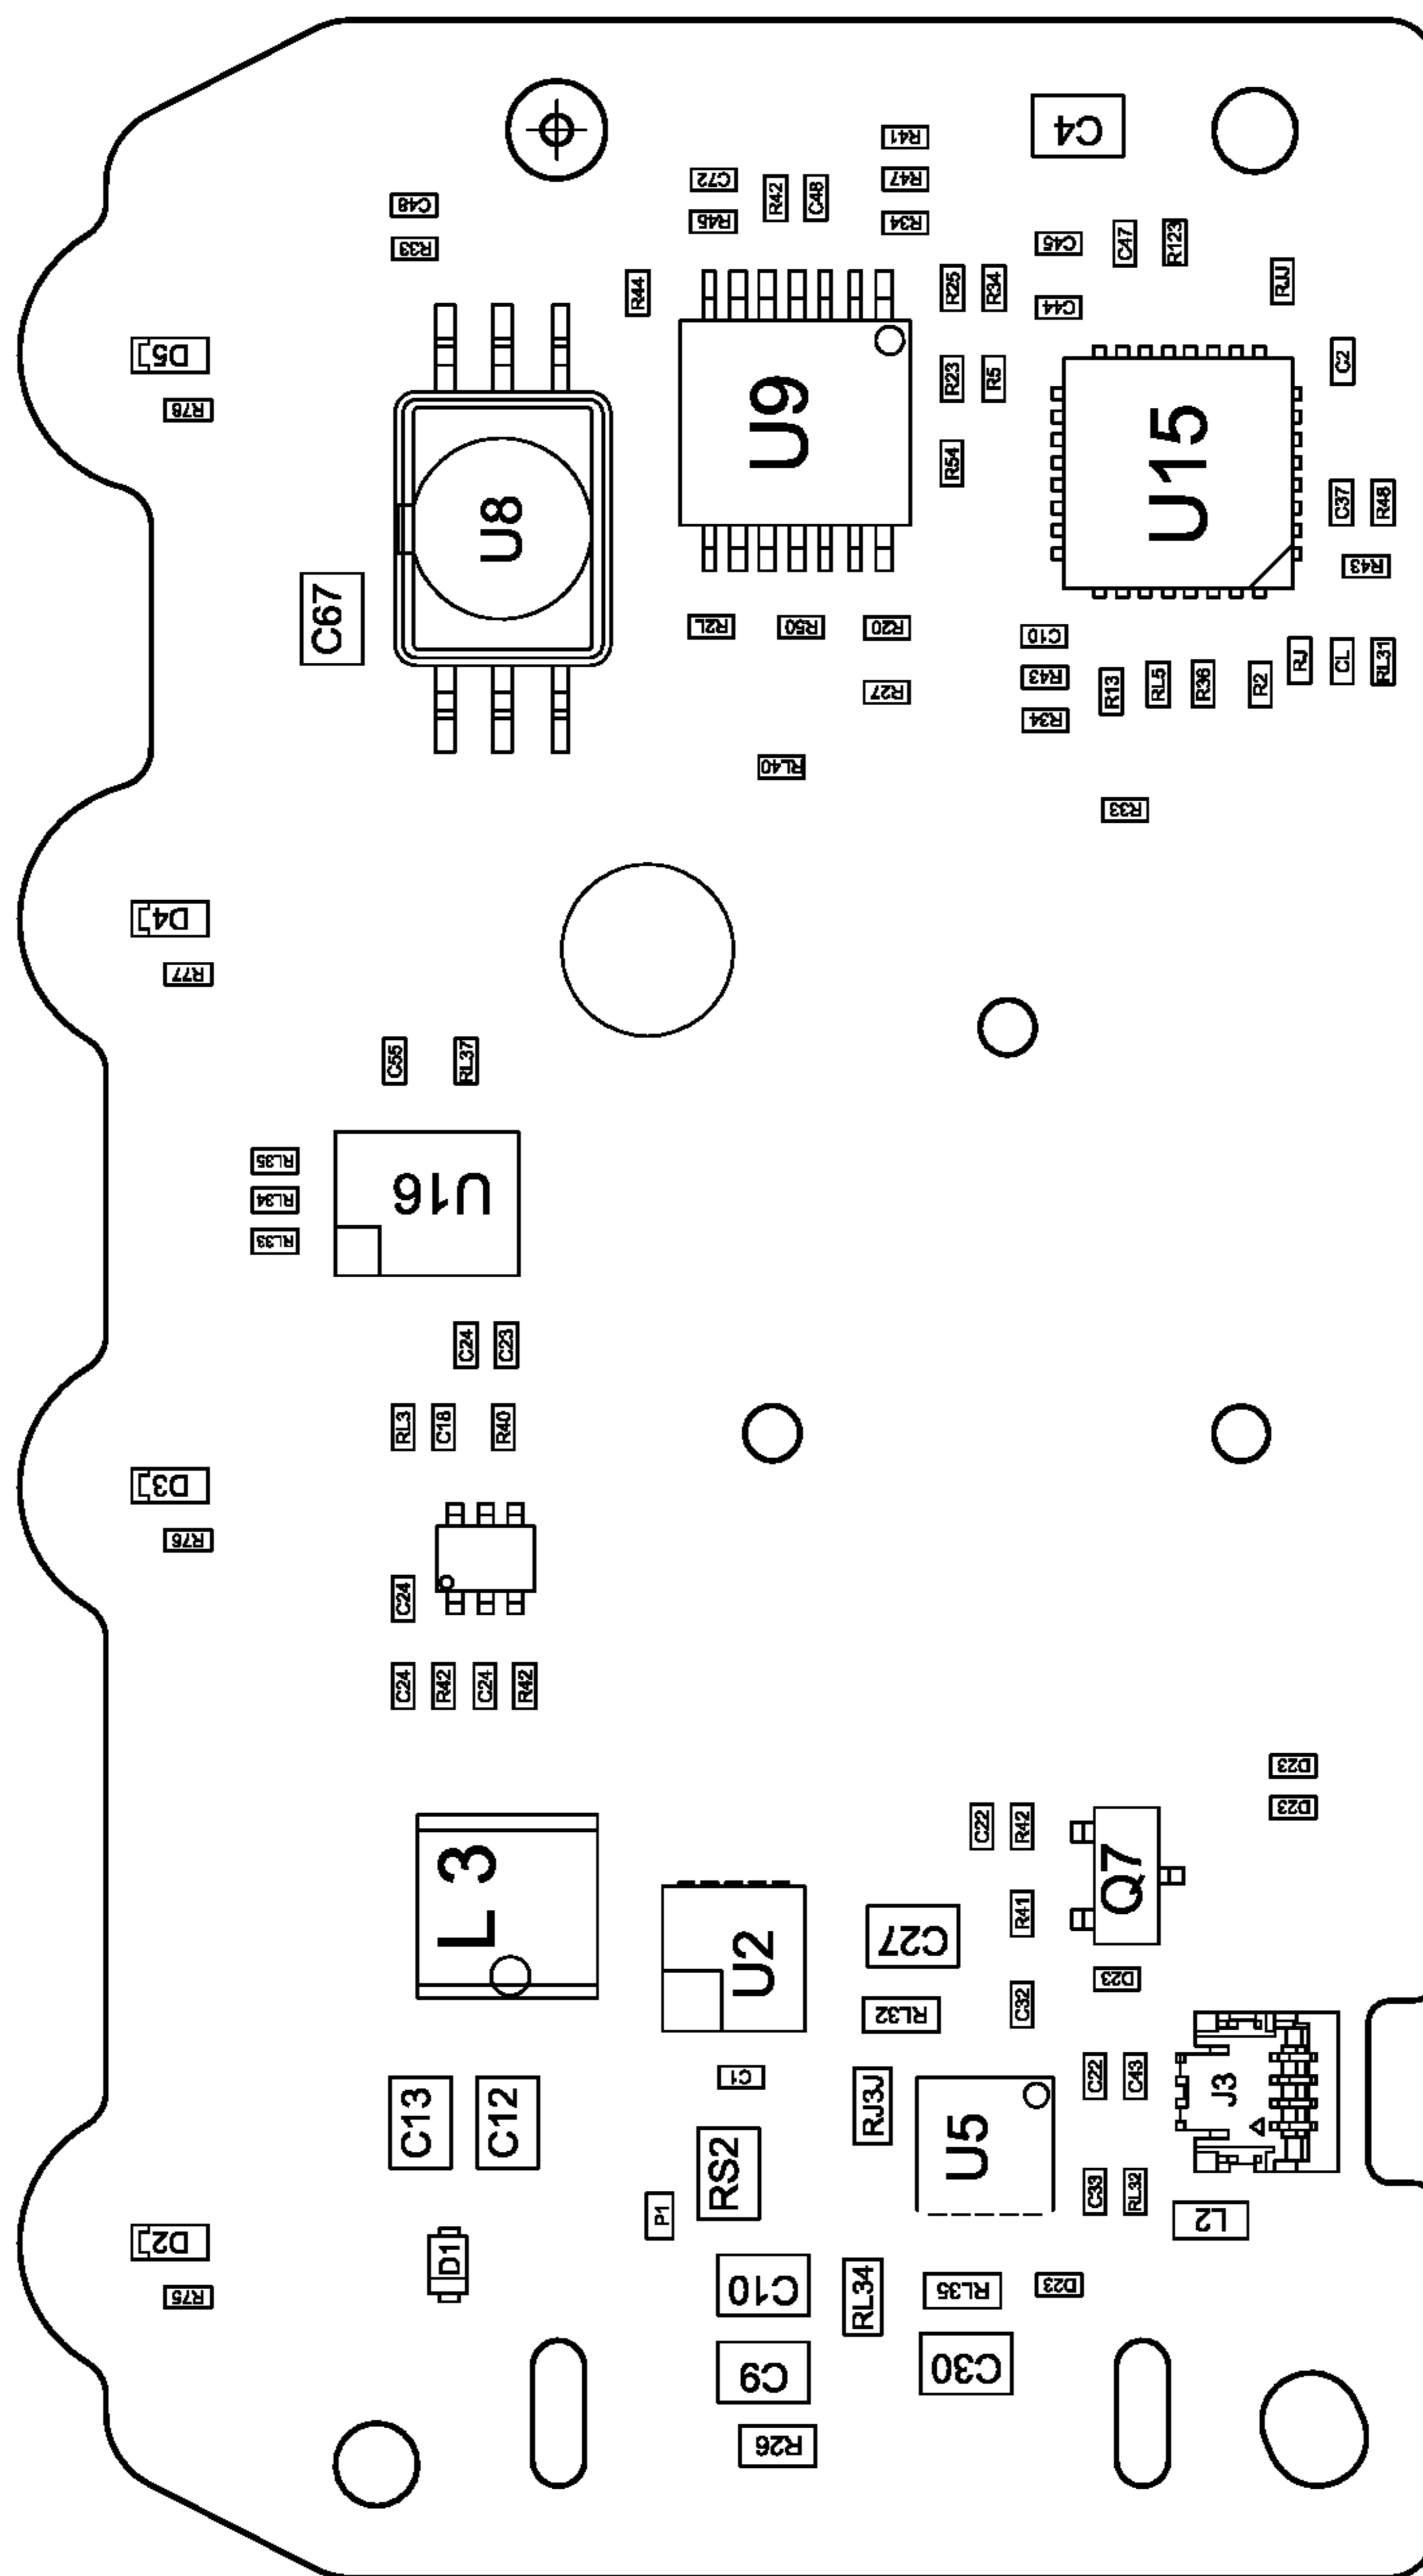 C4
R41
C72
R47
R42
C48
C48
R45
R34
R33
C45
C47
R123
R44
R25
R34
RJJ
C44
D5
C2
R23
R5
R78
U9
R54
U15
U8
C37
R48
R43
C67
R2L
R50
R20
C10
RJ
CL
RL31
R43
R13
RL5
R36
R2
R27
R34
RL40
R33
D4
R77
C55
RL37
RL35
U16
RL34
RL33
C24
C23
RL3
C18
R40
D3
R76
C24
C24
R42
C24
R42
D23
D23
C22
R42
L 3
Q7
R41
C27
U2
D23
C32
RL32
C1
C22
C43
J3
RJ3J
C13
C12
U5
RS2
C33
RL32
P1
L2
D2
D1
R75
C10
RL34
RL35
D23
C9
C30
R26